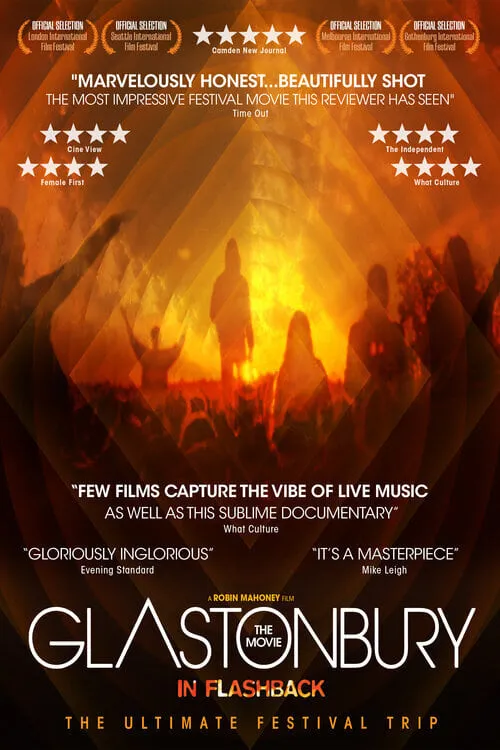 OFFICIAL SELECTION
London International
Film Festival
OFFICIAL SELECTION
Seattle International
Film Festival
Camden New Journal
OFFICIAL SELECTION
Melbourne International
Film Festival
OFFICIAL SELECTION
Gothenburg International
Film Festival
"MARVELOUSLY HONEST...BEAUTIFULLY SHOT
THE MOST IMPRESSIVE FESTIVAL MOVIE THIS REVIEWER HAS SEEN"
Time Out
Cine View
The Independent
Female First
What Culture
"FEW FILMS CAPTURE THE VIBE OF LIVE MUSIC
AS WELL AS THIS SUBLIME DOCUMENTARY"
What Culture
"GLORIOUSLY INGLORIOUS"
Evening Standard
"IT'S A MASTERPIECE"
Mike Leigh
A ROBIN MAHONEY FILM
GLASTONBURY
THE
MOVIE
IN FLASHBACK
THE ULTIMATE FESTIVAL TRIP